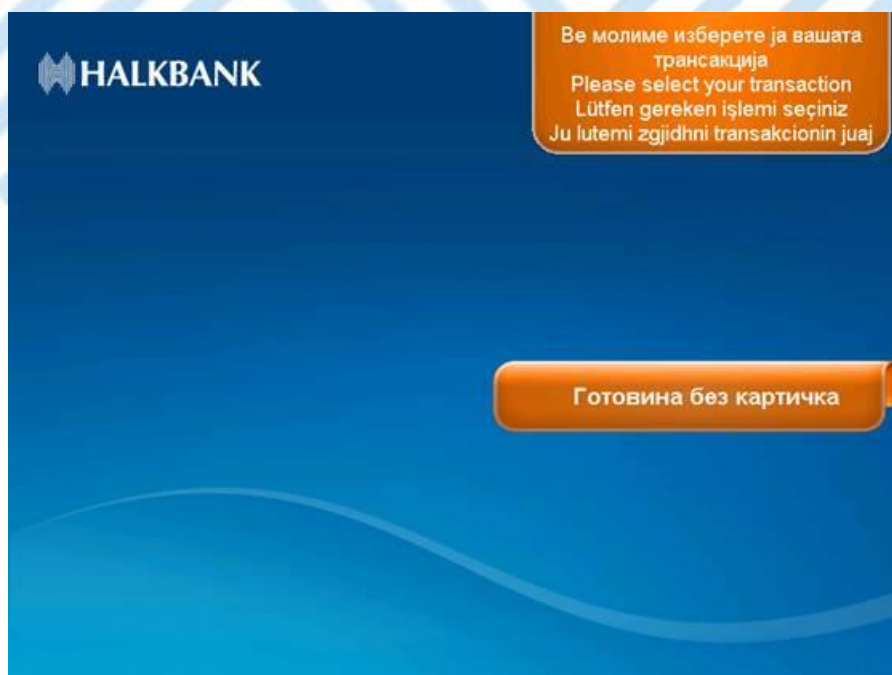 HALKBANK
Ве молиме изберете ја вашата
трансакција
Please select your transaction
Lütfen gereken işlemi seçiniz
Ju lutemi zgjidhni transakcionin juaj
Готовина без картичка